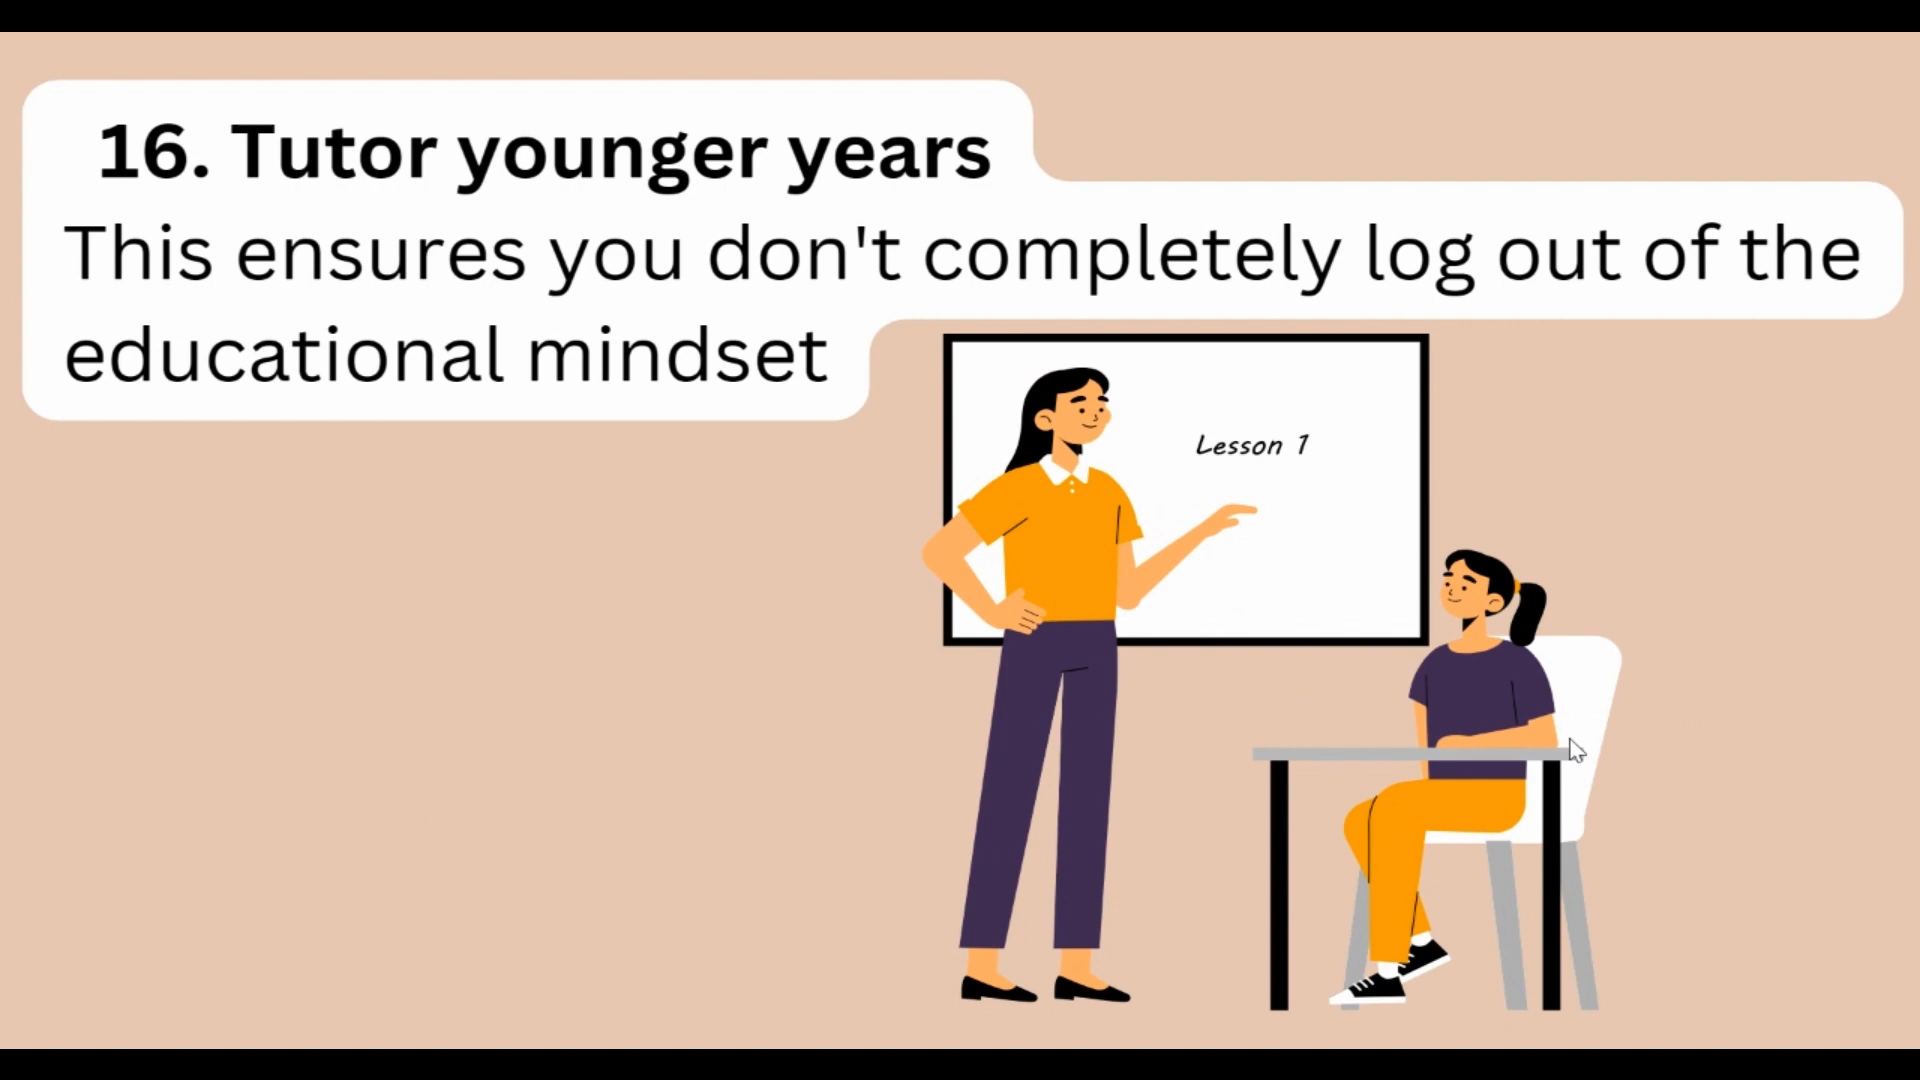 16. Tutor younger years
This ensures you don't completely log out of the
educational mindset
Lesson 1